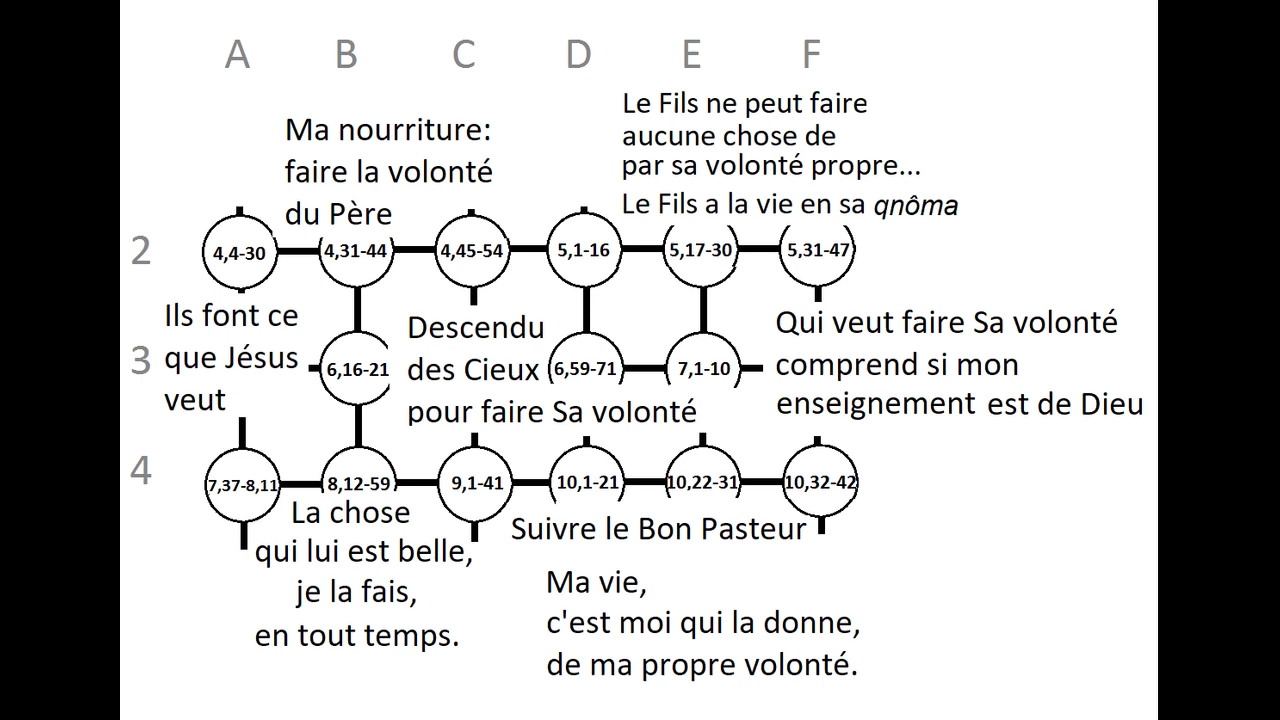 A B C D E F
Le Fils ne peut faire
aucune chose de
par sa volonté propre...
Le Fils a la vie en sa qnôma
Ma nourriture:
faire la volonté
du Père
2
4,4-30 4,31-44 4,45-54 5,1-16 5,17-30 5,31-47
Ils font ce
que Jésus
veut
Descendu
des Cieux
pour faire Sa volonté
Qui veut faire Sa volonté
comprend si mon
enseignement est de Dieu
3
6,16-21 6,59-71 7,1-10
4
7,37-8,11 8,12-59 9,1-41 10,1-21 10,22-31 10,32-42
La chose
qui lui est belle,
je la fais,
en tout temps.
Suivre le Bon Pasteur
Ma vie,
c'est moi qui la donne,
de ma propre volonté.